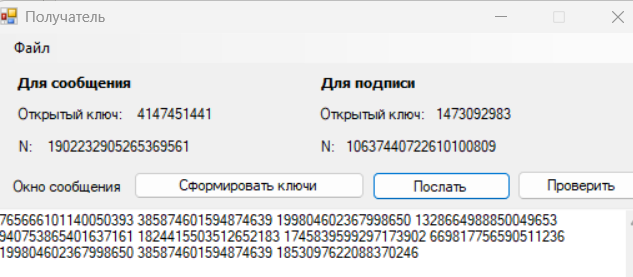 Получатель
Файл
Для сообщения Для подписи
Открытый ключ: 4147451441 Открытый ключ: 1473092983
N: 1902232905265369561 N: 10637440722610100809
Окно сообщения Сформировать ключи Послать Проверить
765666101140050393 385874601594874639 199804602367998650 1328664988850049653
940753865401637161 1824415503512652183 1745839599297173902 669817756590511236
199804602367998650 385874601594874639 1853097622088370246